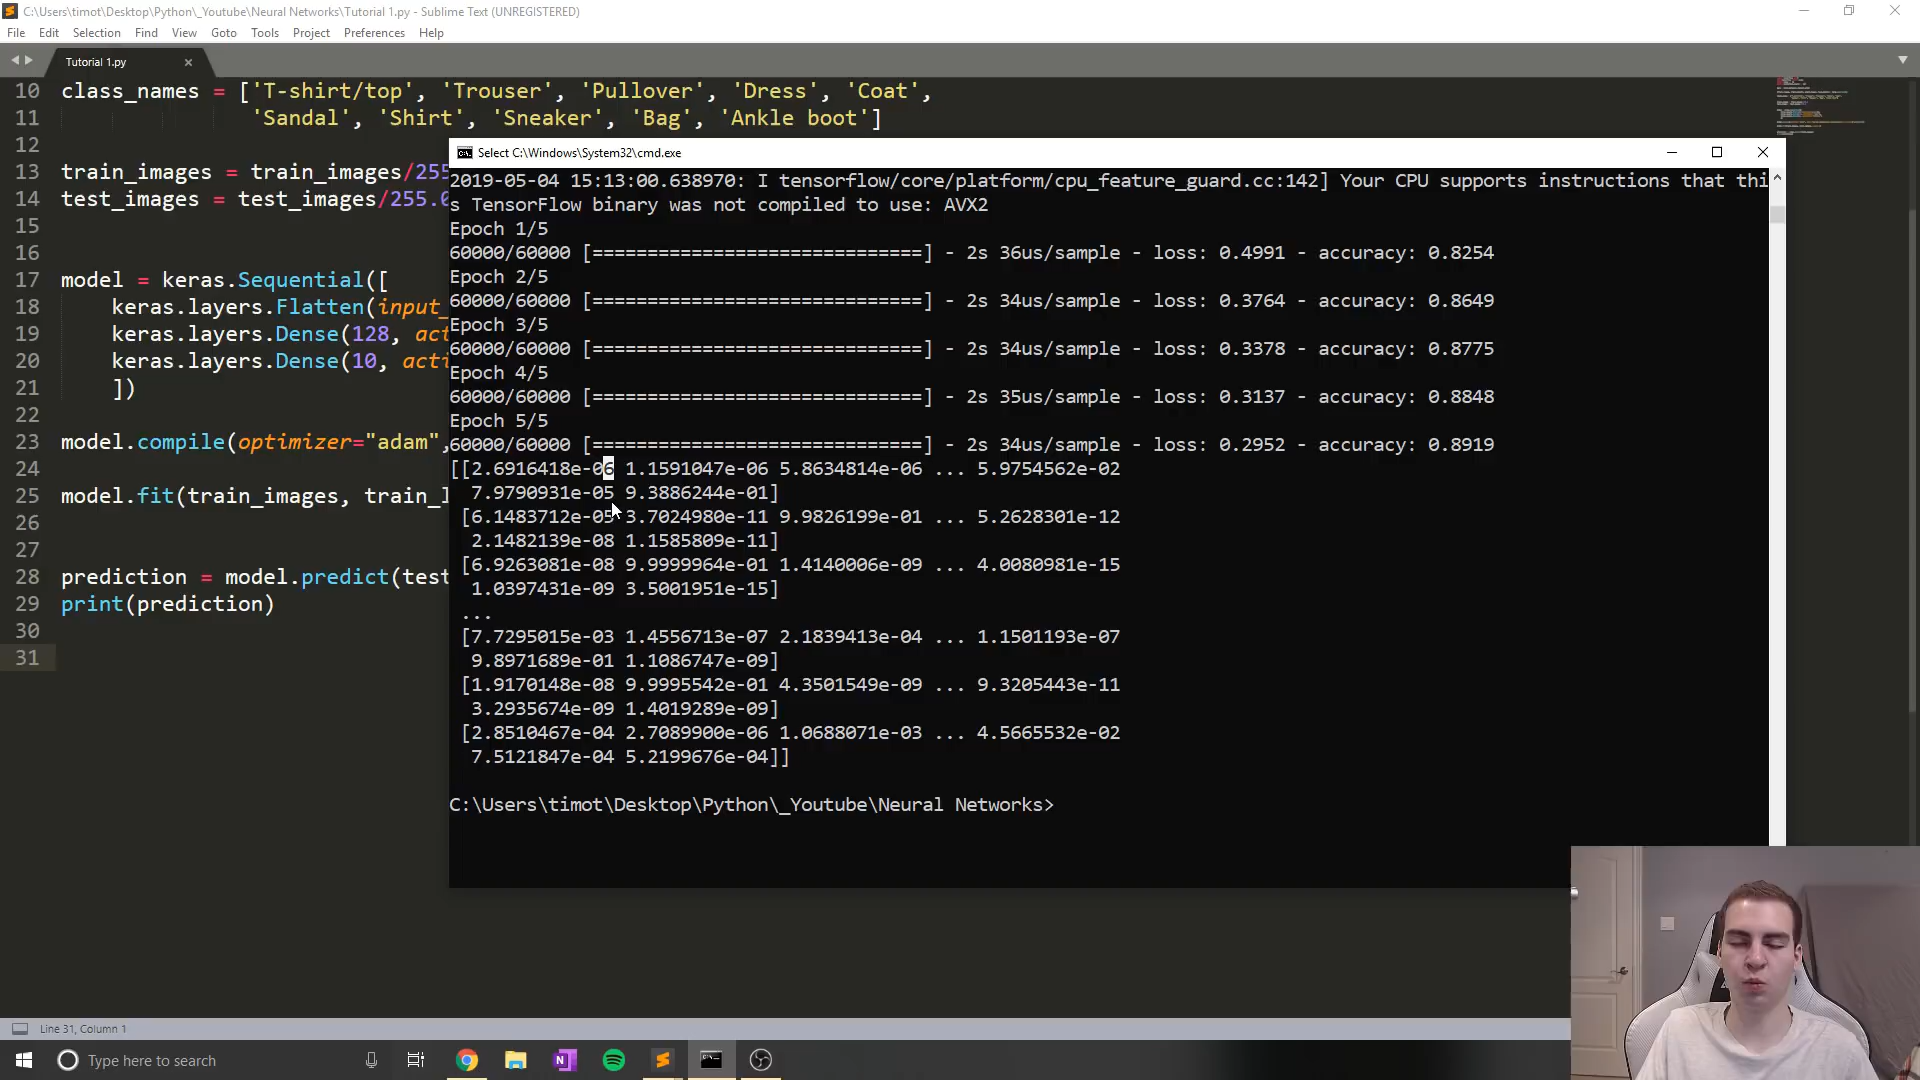 C:\Users\timot\Desktop\Python\_Youtube\Neural Networks\Tutorial 1.py - Sublime Text (UNREGISTERED)
File Edit Selection Find View Goto Tools Project Preferences Help
Tutorial 1.py
10 class_names = ['T-shirt/top', 'Trouser', 'Pullover', 'Dress', 'Coat',
11 'Sandal', 'Shirt', 'Sneaker', 'Bag', 'Ankle boot']
12
13 train_images = train_images/255
14 test_images = test_images/255.0
15
16
17 model = keras.Sequential([
18 keras.layers.Flatten(input_
19 keras.layers.Dense(128, act
20 keras.layers.Dense(10, acti
21 ])
22
23 model.compile(optimizer="adam",
24
25 model.fit(train_images, train_l
26
27
28 prediction = model.predict(test
29 print(prediction)
30
31
Select C:\Windows\System32\cmd.exe
2019-05-04 15:13:00.638970: I tensorflow/core/platform/cpu_feature_guard.cc:142] Your CPU supports instructions that thi
s TensorFlow binary was not compiled to use: AVX2
Epoch 1/5
60000/60000 [==============================] - 2s 36us/sample - loss: 0.4991 - accuracy: 0.8254
Epoch 2/5
60000/60000 [==============================] - 2s 34us/sample - loss: 0.3764 - accuracy: 0.8649
Epoch 3/5
60000/60000 [==============================] - 2s 34us/sample - loss: 0.3378 - accuracy: 0.8775
Epoch 4/5
60000/60000 [==============================] - 2s 35us/sample - loss: 0.3137 - accuracy: 0.8848
Epoch 5/5
60000/60000 [==============================] - 2s 34us/sample - loss: 0.2952 - accuracy: 0.8919
[[2.6916418e-06 1.1591047e-06 5.8634814e-06 ... 5.9754562e-02
7.9790931e-05 9.3886244e-01]
[6.1483712e-05 3.7024980e-11 9.9826199e-01 ... 5.2628301e-12
2.1482139e-08 1.1585809e-11]
[6.9263081e-08 9.9999964e-01 1.4140006e-09 ... 4.0080981e-15
1.0397431e-09 3.5001951e-15]
...
[7.7295015e-03 1.4556713e-07 2.1839413e-04 ... 1.1501193e-07
9.8971689e-01 1.1086747e-09]
[1.9170148e-08 9.9995542e-01 4.3501549e-09 ... 9.3205443e-11
3.2935674e-09 1.4019289e-09]
[2.8510467e-04 2.7089900e-06 1.0688071e-03 ... 4.5665532e-02
7.5121847e-04 5.2199676e-04]]
C:\Users\timot\Desktop\Python\_Youtube\Neural Networks>
Line 31, Column 1
Type here to search